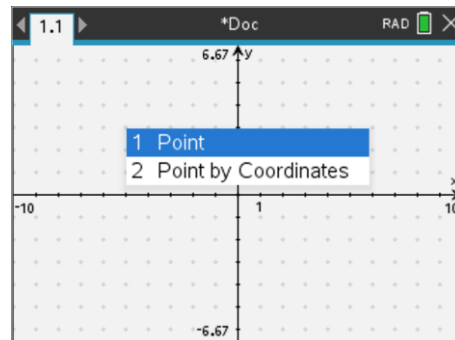 1.1 *Doc RAD
6.67 y
1 Point
2 Point by Coordinates
x
-10 1 10
-6.67